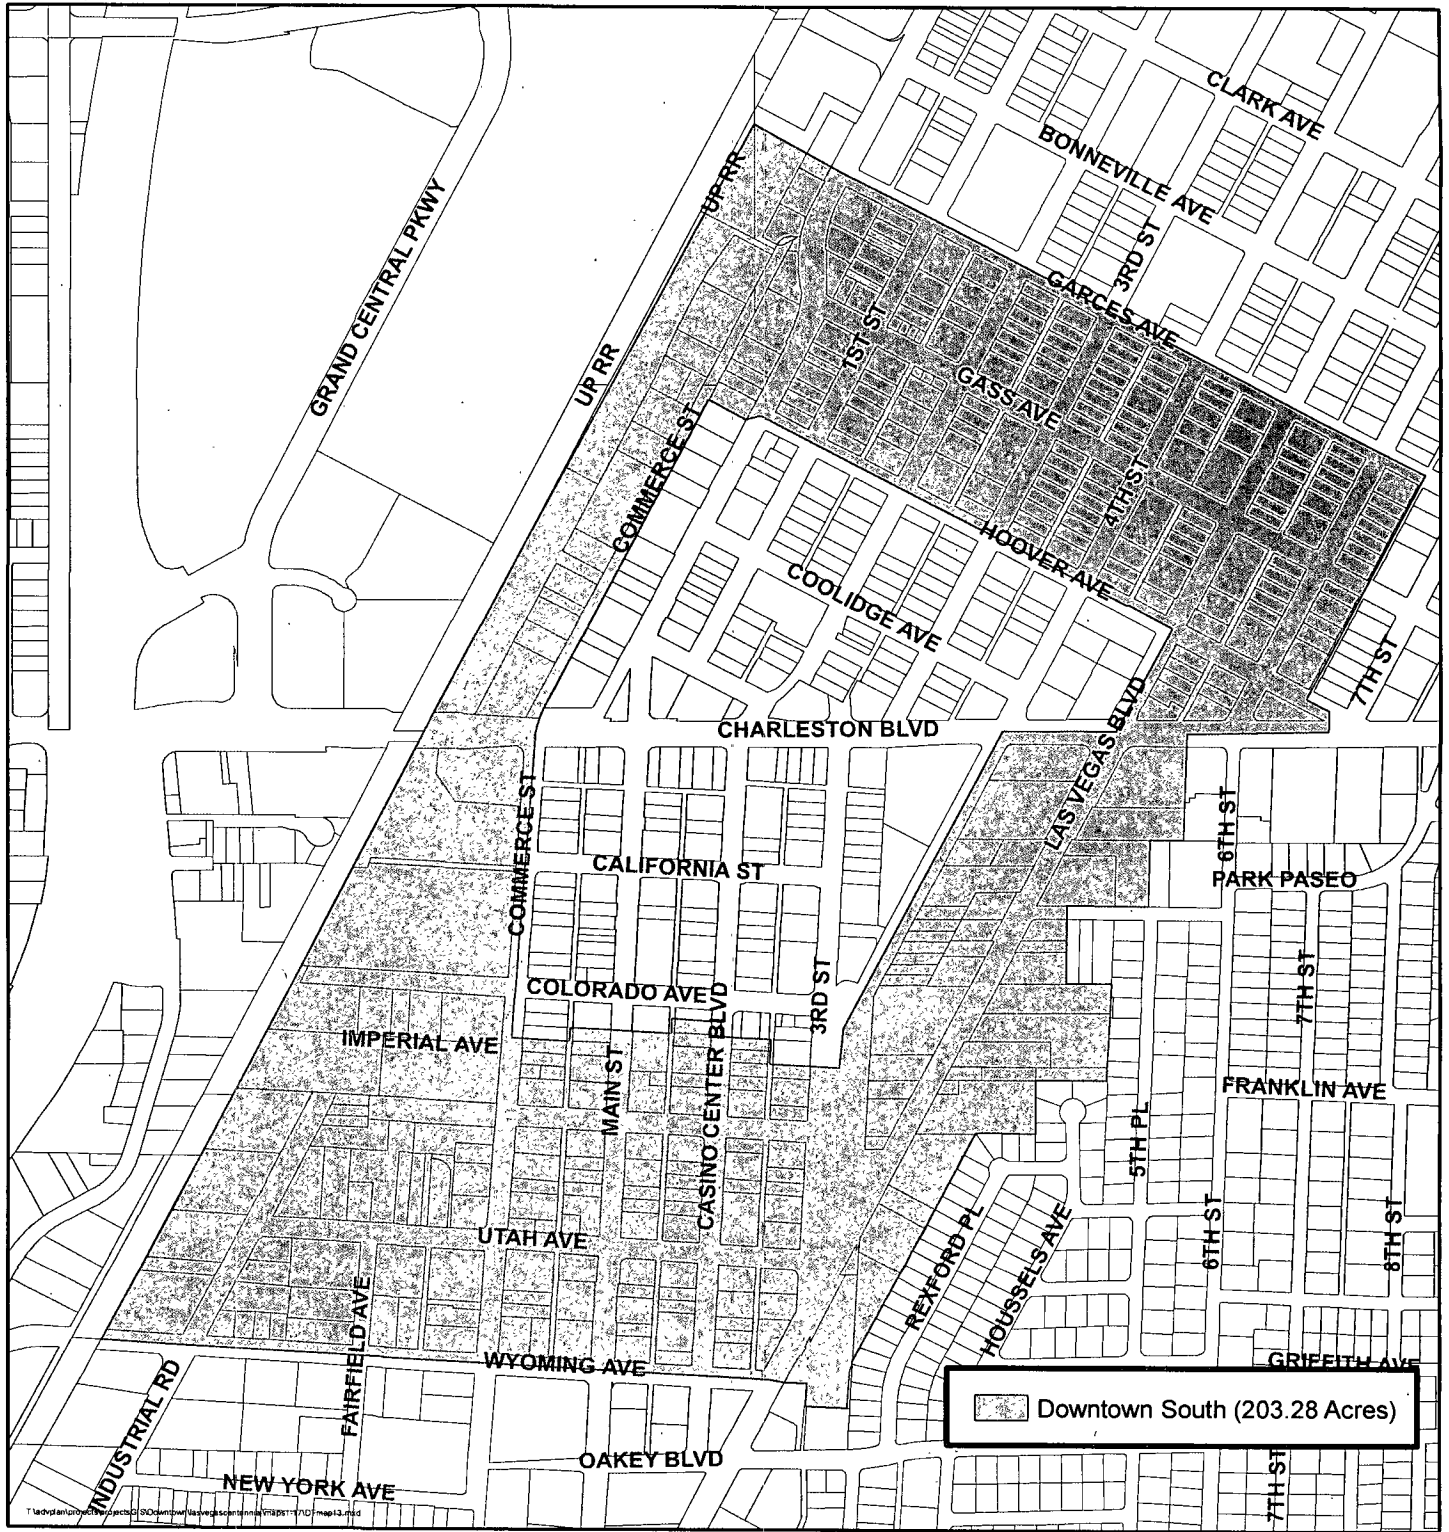 CLARK AVE
BONNEVILLE AVE
UP RR
GRAND CENTRAL PKWY
3RD ST
GARCES AVE
1ST ST
UP RR
GASS AVE
COMMERCE ST
4TH ST
HOOVER AVE
COOLIDGE AVE
7TH ST
LAS VEGAS BLVD
CHARLESTON BLVD
COMMERCE ST
6TH ST
CALIFORNIA ST
PARK PASEO
7TH ST
COLORADO AVE
3RD ST
CASINO CENTER BLVD
IMPERIAL AVE
MAIN ST
FRANKLIN AVE
5TH PL
6TH ST
8TH ST
UTAH AVE
REXFORD PL
HOUSSELS AVE
FAIRFIELD AVE
WYOMING AVE
GRIFFITH AVE
INDUSTRIAL RD
Downtown South (203.28 Acres)
OAKEY BLVD
NEW YORK AVE
7TH ST